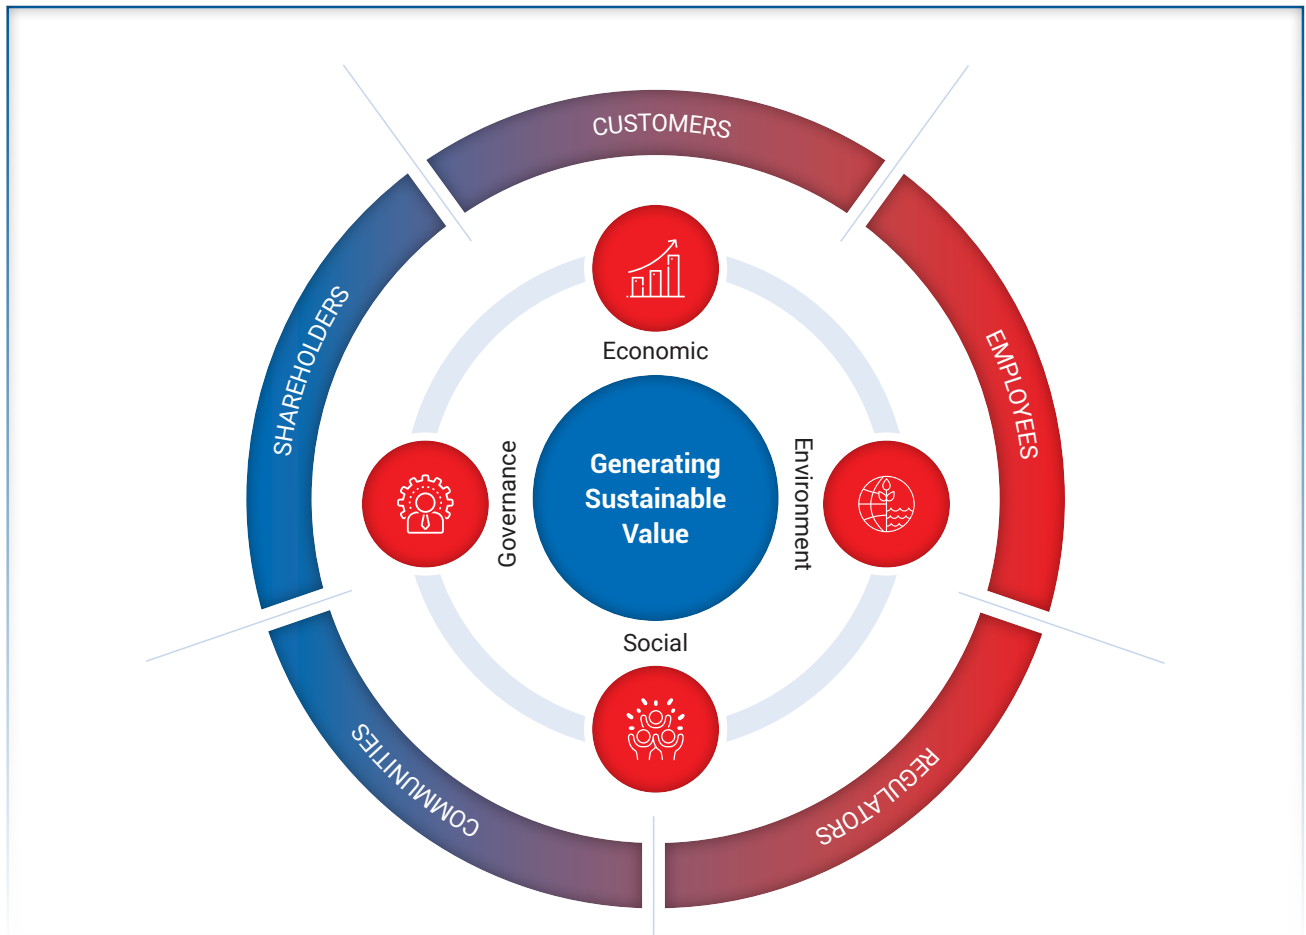 CUSTOMERS
EMPLOYEES
REGULATORS
COMMUNITIES
SHAREHOLDERS
Economic
Environment
Social
Governance
Generating
Sustainable
Value